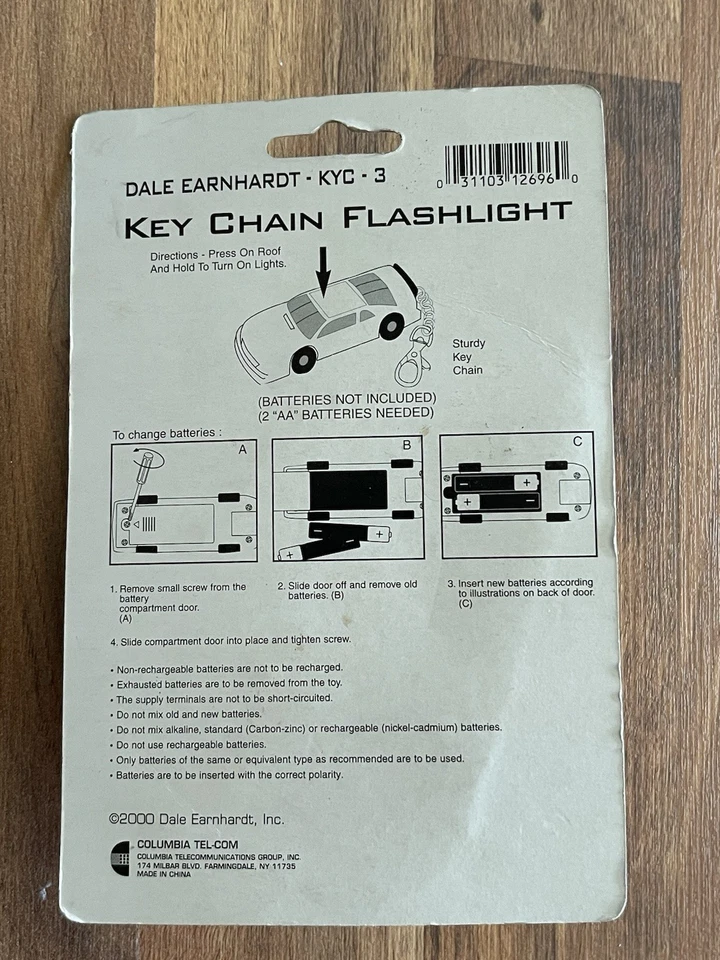 DALE EARNHARDT - KYC - 3
0 31103 12696 0
KEY CHAIN FLASHLIGHT
Directions - Press On Roof
And Hold To Turn On Lights.
Sturdy
Key
Chain
(BATTERIES NOT INCLUDED)
(2 “AA” BATTERIES NEEDED)
To change batteries :
A
B
C
- +
+ -
+
+
1. Remove small screw from the
battery
compartment door.
(A)
2. Slide door off and remove old
batteries. (B)
3. Insert new batteries according
to illustrations on back of door.
(C)
4. Slide compartment door into place and tighten screw.
• Non-rechargeable batteries are not to be recharged.
• Exhausted batteries are to be removed from the toy.
• The supply terminals are not to be short-circuited.
• Do not mix old and new batteries.
• Do not mix alkaline, standard (Carbon-zinc) or rechargeable (nickel-cadmium) batteries.
• Do not use rechargeable batteries.
• Only batteries of the same or equivalent type as recommended are to be used.
• Batteries are to be inserted with the correct polarity.
©2000 Dale Earnhardt, Inc.
COLUMBIA TEL-COM
COLUMBIA TELECOMMUNICATIONS GROUP, INC.
174 MILBAR BLVD. FARMINGDALE, NY 11735
MADE IN CHINA